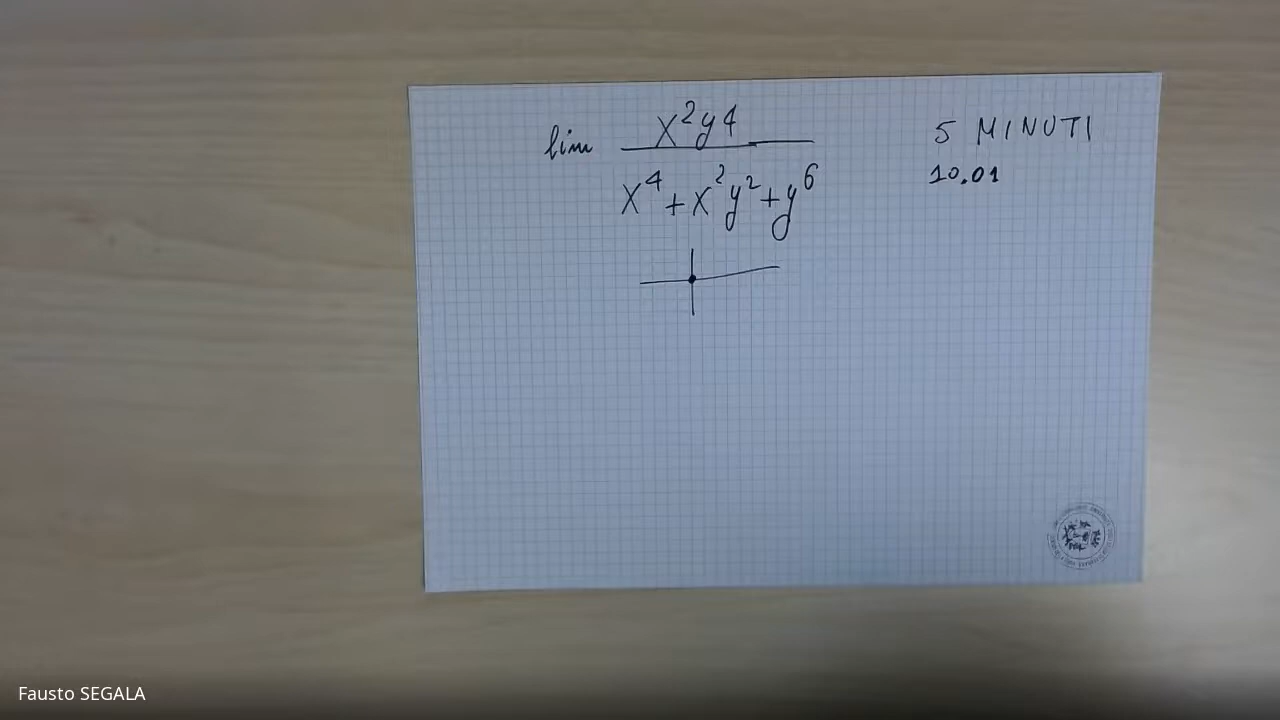 lim x²y⁴ / x⁴+x²y²+y⁶
5 MINUTI
10.01
Fausto SEGALA